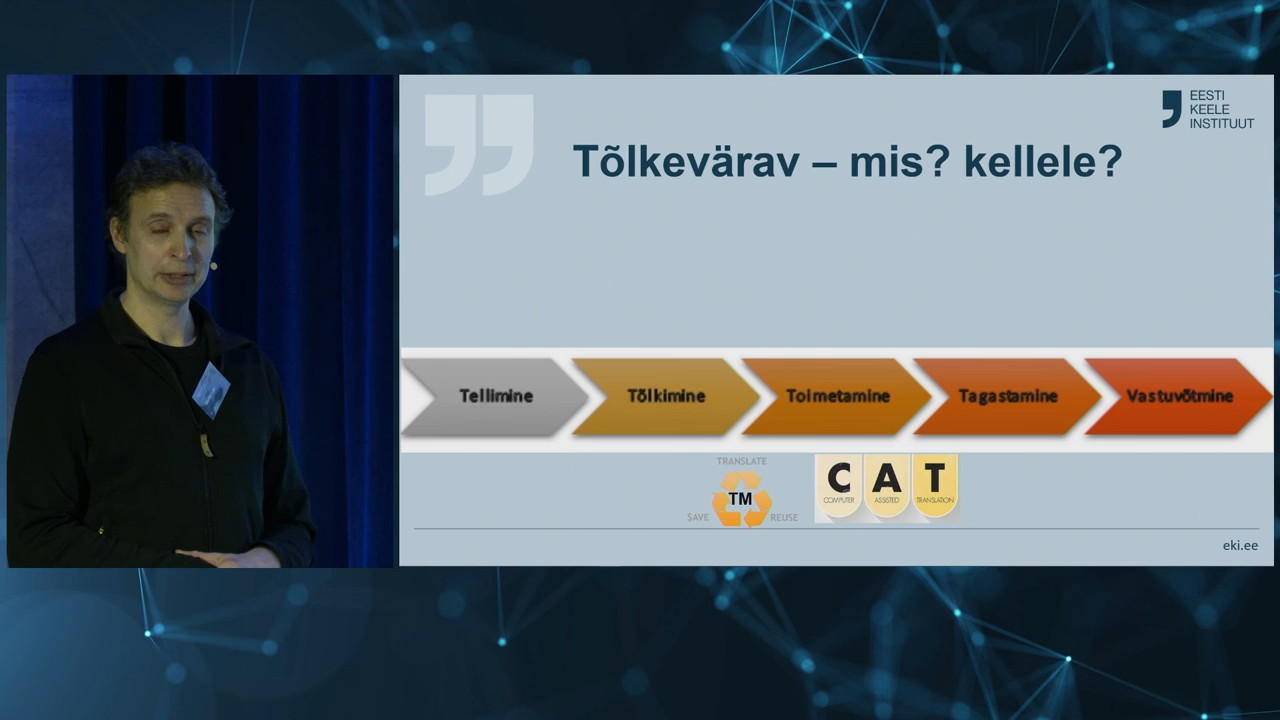 EESTI
KEELE
INSTITUUT
Tõlkevärav – mis? kellele?
Tellimine
Tõlkimine
Toimetamine
Tagastamine
Vastuvõtmine
TRANSLATE
TM
SAVE
REUSE
C A T
COMPUTER ASSISTED TRANSLATION
eki.ee